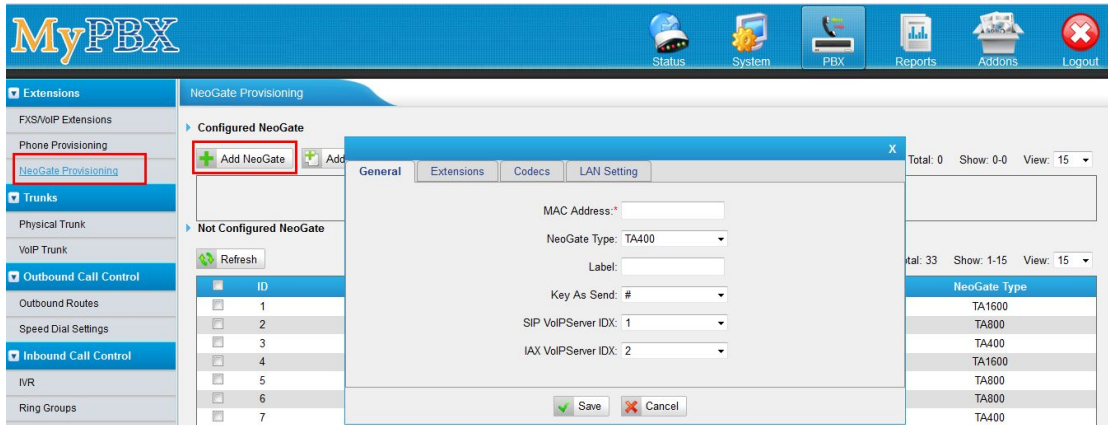 MyPBX
Status System PBX Reports Addons Logout
Extensions
FXS/VoIP Extensions
Phone Provisioning
NeoGate Provisioning
Trunks
Physical Trunk
VoIP Trunk
Outbound Call Control
Outbound Routes
Speed Dial Settings
Inbound Call Control
IVR
Ring Groups
NeoGate Provisioning
Configured NeoGate
Add NeoGate Add
Total: 0 Show: 0-0 View: 15
Not Configured NeoGate
Refresh
Show: 1-15 View: 15
ID NeoGate Type
1 TA1600
2 TA800
3 TA400
4 TA1600
5 TA800
6 TA800
7 TA400
X
General Extensions Codecs LAN Setting
MAC Address:*
NeoGate Type: TA400
Label:
Key As Send: #
SIP VoIPServer IDX: 1
IAX VoIPServer IDX: 2
Save Cancel